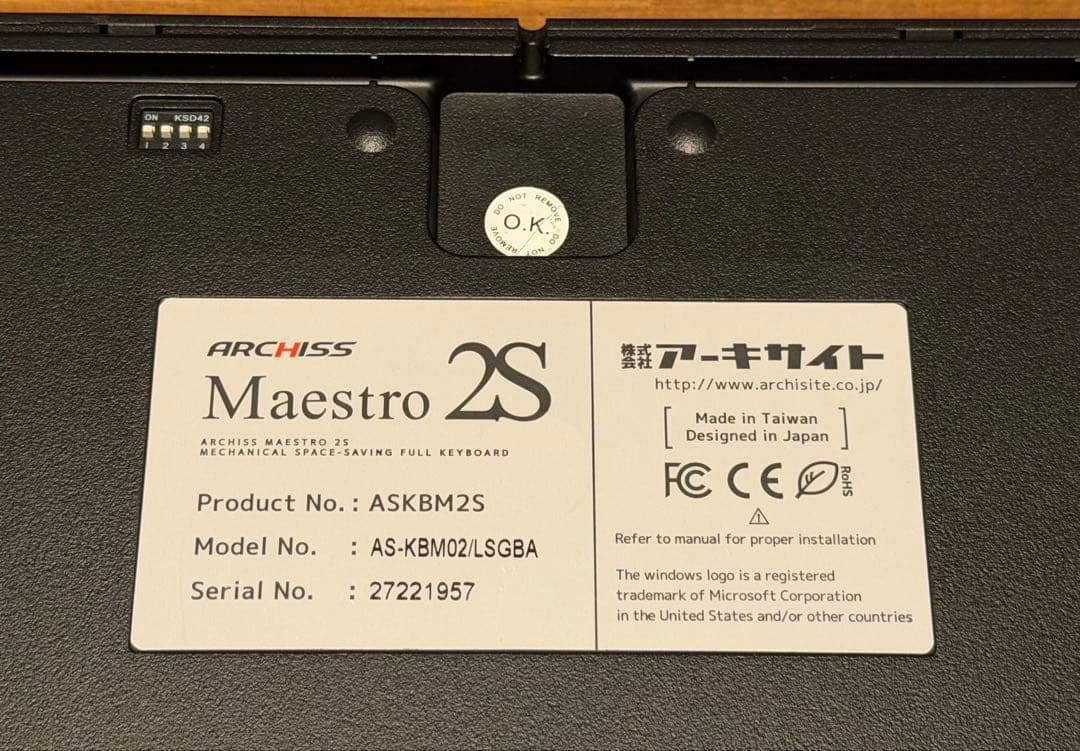 ON KSD42
1 2 3 4
DO NOT REMOVE DO NOT REMOVE
O.K.
ARCHISS
Maestro 2S
ARCHISS MAESTRO 2S
MECHANICAL SPACE-SAVING FULL KEYBOARD
Product No. : ASKBM2S
Model No. : AS-KBM02/LSGBA
Serial No. : 27221957
株式会社 アーキサイト
http://www.archisite.co.jp/
Made in Taiwan
Designed in Japan
FC CE RoHS
Refer to manual for proper installation
The windows logo is a registered
trademark of Microsoft Corporation
in the United States and/or other countries